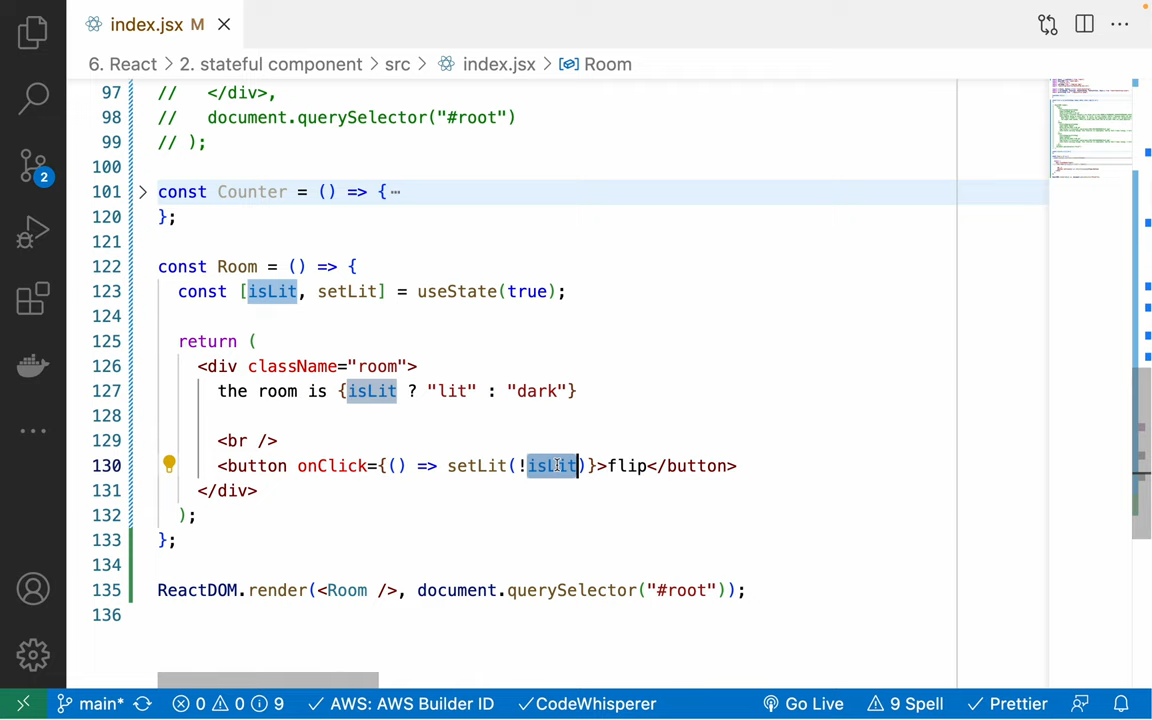 index.jsx M
6. React > 2. stateful component > src > index.jsx > Room
97 // </div>,
98 // document.querySelector("#root")
99 // );
100
101 const Counter = () => { ⋯
120 };
121
122 const Room = () => {
123 const [isLit, setLit] = useState(true);
124
125 return (
126 <div className="room">
127 the room is {isLit ? "lit" : "dark"}
128
129 <br />
130 <button onClick={() => setLit(!isLit)}>flip</button>
131 </div>
132 );
133 };
134
135 ReactDOM.render(<Room />, document.querySelector("#root"));
136
2
main* 0 0 9 AWS: AWS Builder ID CodeWhisperer Go Live 9 Spell Prettier